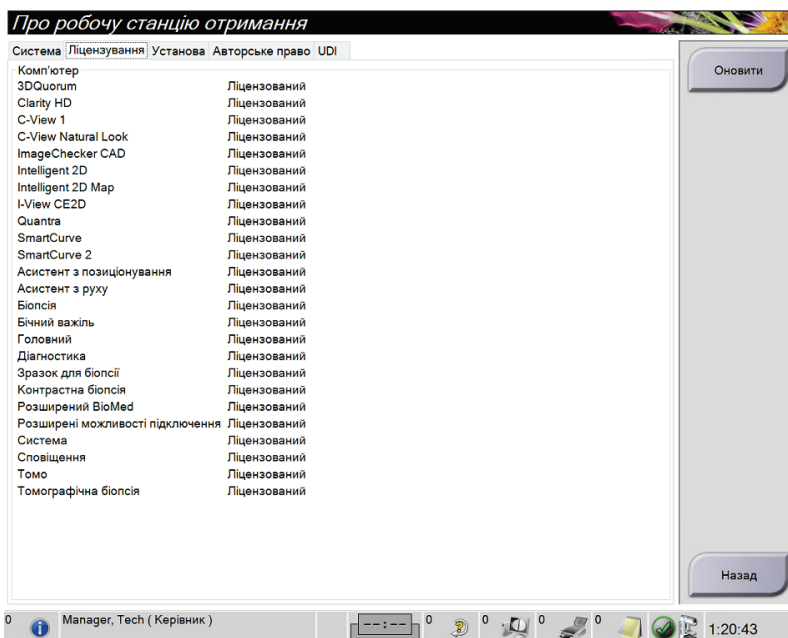 Про робочу станцію отримання
Система Ліцензування Установа Авторське право UDI
Комп'ютер
3DQuorum Ліцензований
Clarity HD Ліцензований
C-View 1 Ліцензований
C-View Natural Look Ліцензований
ImageChecker CAD Ліцензований
Intelligent 2D Ліцензований
Intelligent 2D Map Ліцензований
I-View CE2D Ліцензований
Quantra Ліцензований
SmartCurve Ліцензований
SmartCurve 2 Ліцензований
Асистент з позиціонування Ліцензований
Асистент з руху Ліцензований
Біопсія Ліцензований
Бічний важіль Ліцензований
Головний Ліцензований
Діагностика Ліцензований
Зразок для біопсії Ліцензований
Контрастна біопсія Ліцензований
Розширений BioMed Ліцензований
Розширені можливості підключення Ліцензований
Система Ліцензований
Сповіщення Ліцензований
Томо Ліцензований
Томографічна біопсія Ліцензований
Оновити
Назад
0 Manager, Tech ( Керівник ) --:-- 0 0 0 0 1:20:43